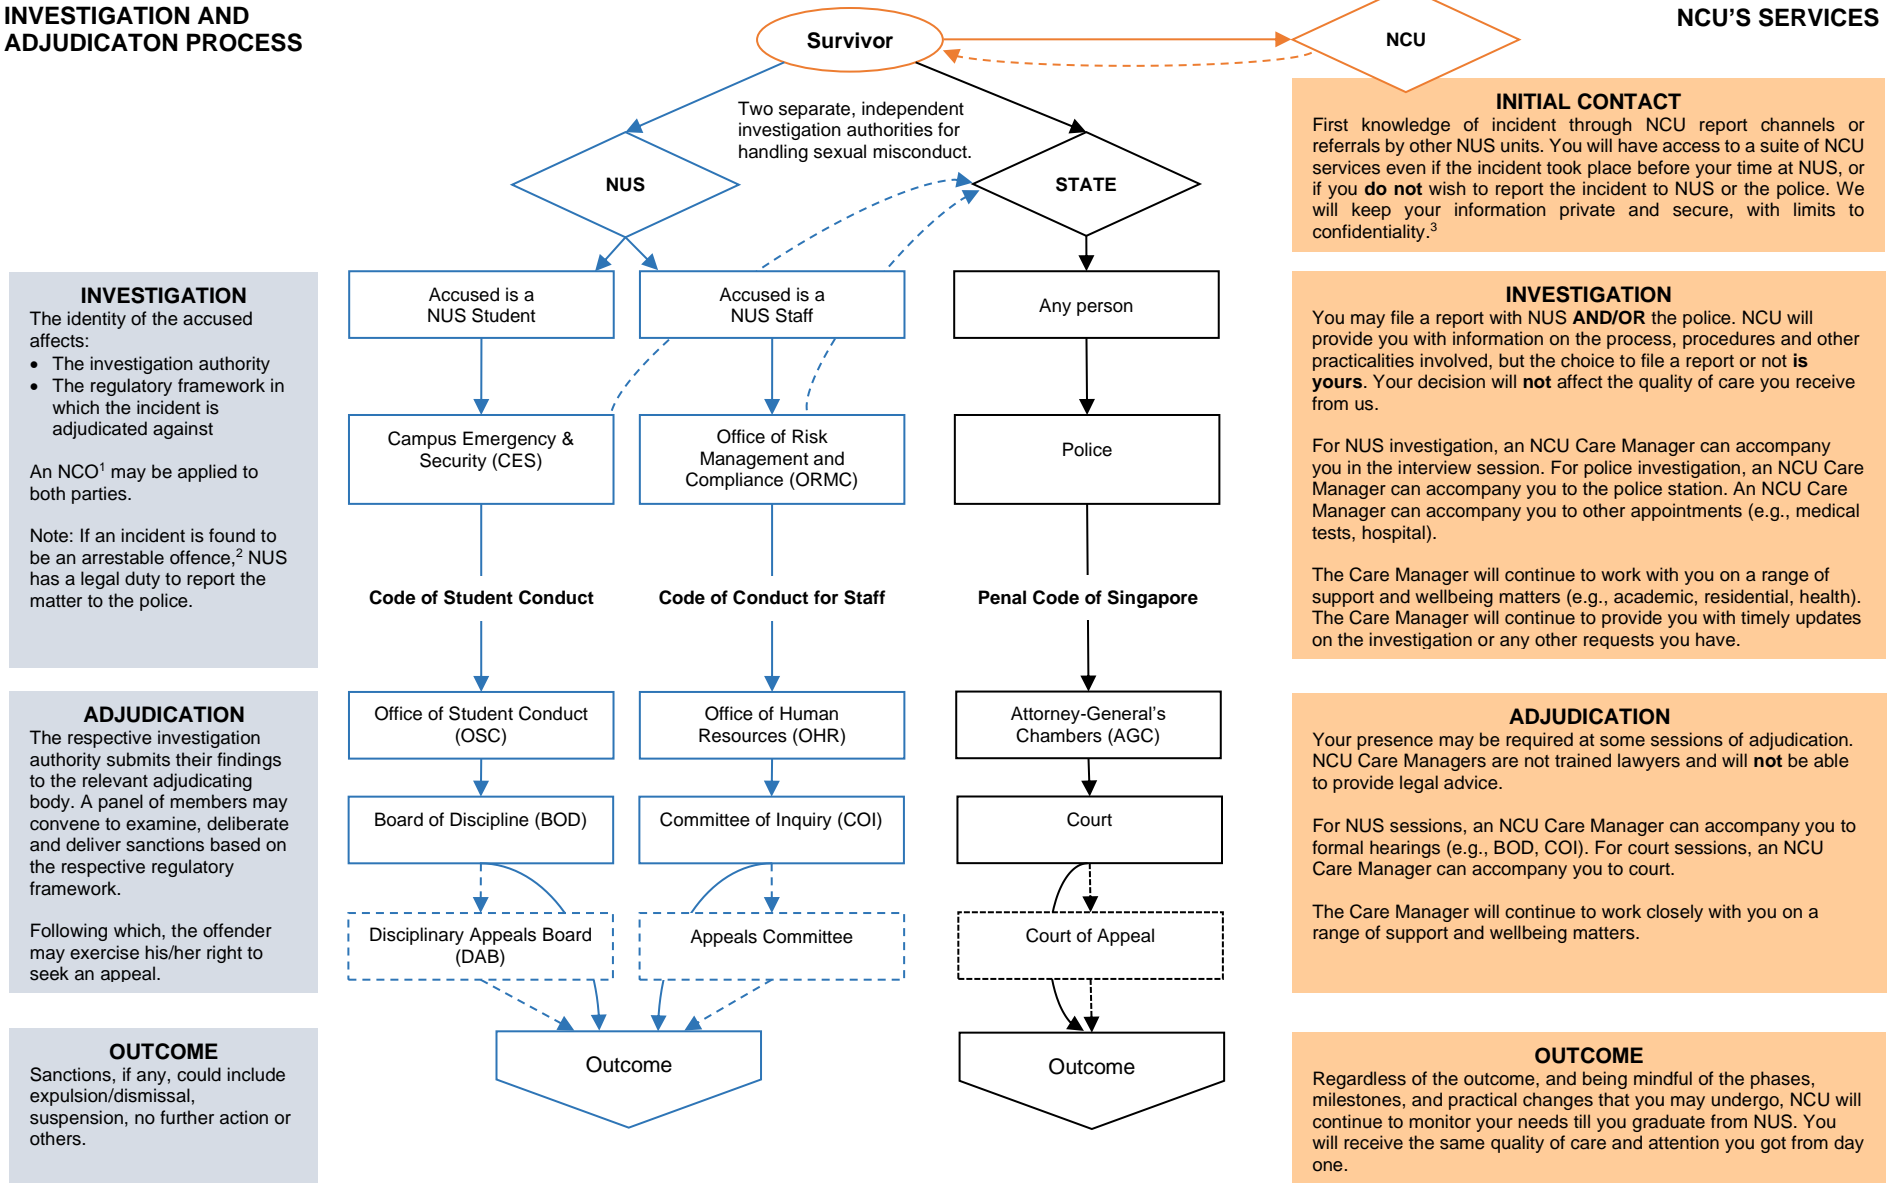 INVESTIGATION AND
ADJUDICATON PROCESS
NCU'S SERVICES
Survivor
NCU
Two separate, independent
investigation authorities for
handling sexual misconduct.
NUS
STATE
INITIAL CONTACT
First knowledge of incident through NCU report channels or
referrals by other NUS units. You will have access to a suite of NCU
services even if the incident took place before your time at NUS, or
if you do not wish to report the incident to NUS or the police. We
will keep your information private and secure, with limits to
confidentiality.3
INVESTIGATION
The identity of the accused
affects:
• The investigation authority
• The regulatory framework in
which the incident is
adjudicated against
An NCO1 may be applied to
both parties.
Note: If an incident is found to
be an arrestable offence,2 NUS
has a legal duty to report the
matter to the police.
Accused is a
NUS Student
Accused is a
NUS Staff
Any person
Campus Emergency &
Security (CES)
Office of Risk
Management and
Compliance (ORMC)
Police
Code of Student Conduct
Code of Conduct for Staff
Penal Code of Singapore
INVESTIGATION
You may file a report with NUS AND/OR the police. NCU will
provide you with information on the process, procedures and other
practicalities involved, but the choice to file a report or not is
yours. Your decision will not affect the quality of care you receive
from us.
For NUS investigation, an NCU Care Manager can accompany
you in the interview session. For police investigation, an NCU Care
Manager can accompany you to the police station. An NCU Care
Manager can accompany you to other appointments (e.g., medical
tests, hospital).
The Care Manager will continue to work with you on a range of
support and wellbeing matters (e.g., academic, residential, health).
The Care Manager will continue to provide you with timely updates
on the investigation or any other requests you have.
ADJUDICATION
The respective investigation
authority submits their findings
to the relevant adjudicating
body. A panel of members may
convene to examine, deliberate
and deliver sanctions based on
the respective regulatory
framework.
Following which, the offender
may exercise his/her right to
seek an appeal.
Office of Student Conduct
(OSC)
Office of Human
Resources (OHR)
Attorney-General's
Chambers (AGC)
Board of Discipline (BOD)
Committee of Inquiry (COI)
Court
Disciplinary Appeals Board
(DAB)
Appeals Committee
Court of Appeal
ADJUDICATION
Your presence may be required at some sessions of adjudication.
NCU Care Managers are not trained lawyers and will not be able
to provide legal advice.
For NUS sessions, an NCU Care Manager can accompany you to
formal hearings (e.g., BOD, COI). For court sessions, an NCU
Care Manager can accompany you to court.
The Care Manager will continue to work closely with you on a
range of support and wellbeing matters.
OUTCOME
Sanctions, if any, could include
expulsion/dismissal,
suspension, no further action or
others.
Outcome
Outcome
OUTCOME
Regardless of the outcome, and being mindful of the phases,
milestones, and practical changes that you may undergo, NCU will
continue to monitor your needs till you graduate from NUS. You
will receive the same quality of care and attention you got from day
one.